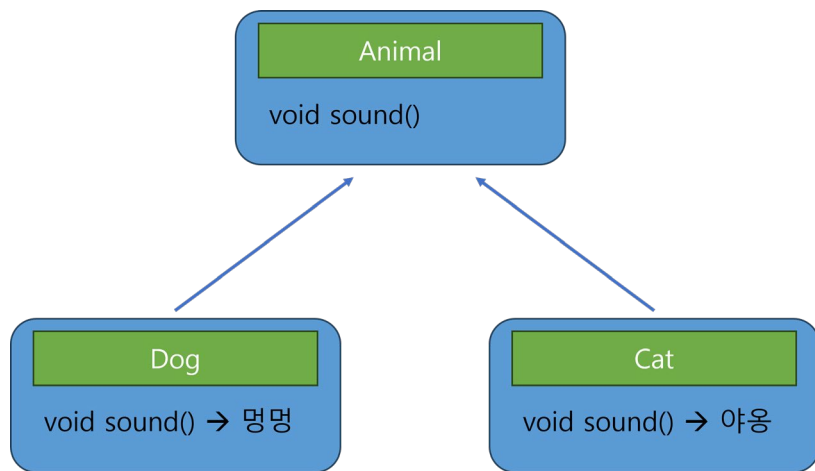 Animal
void sound()
Dog
void sound() → 멍멍
Cat
void sound() → 야옹